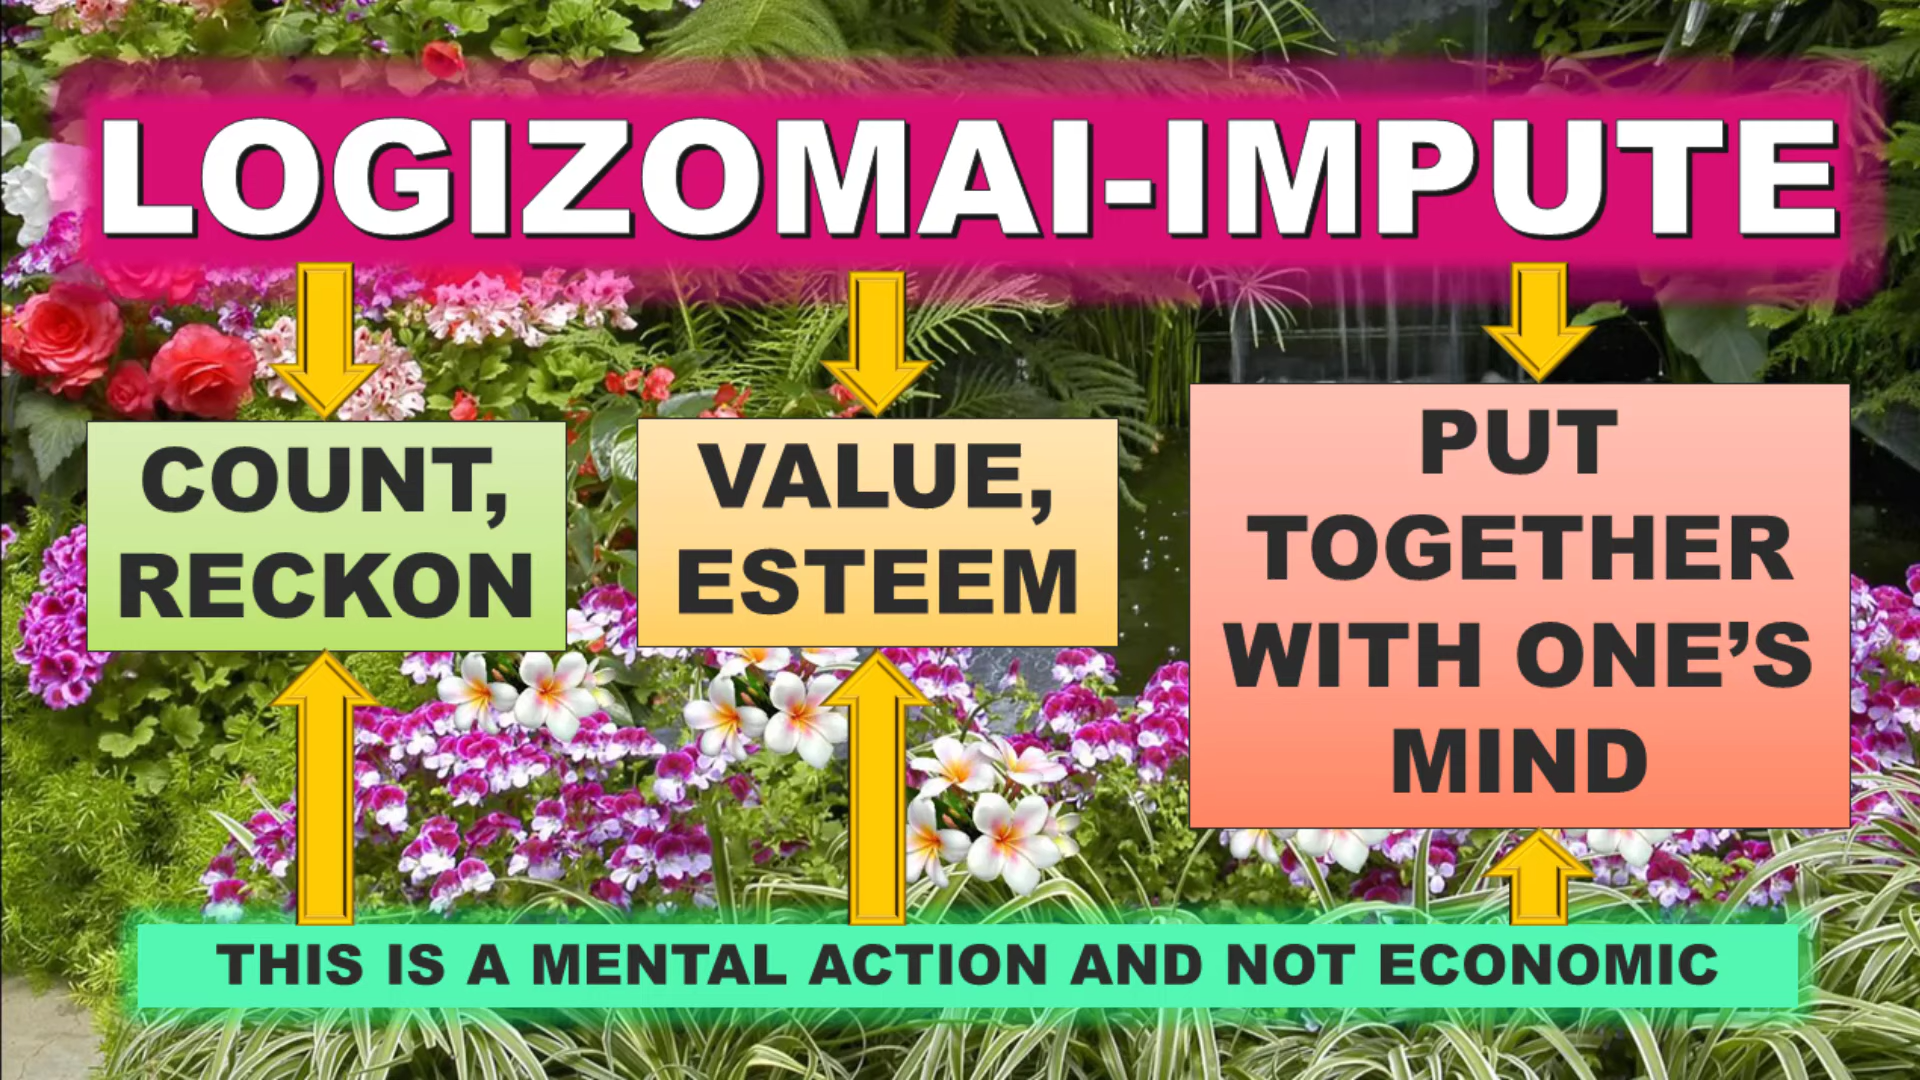 LOGIZOMAI-IMPUTE
COUNT,
RECKON
VALUE,
ESTEEM
PUT
TOGETHER
WITH ONE’S
MIND
THIS IS A MENTAL ACTION AND NOT ECONOMIC